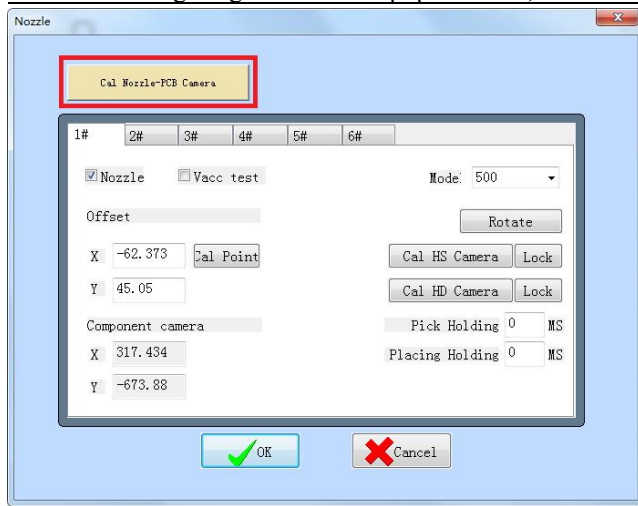 Nozzle
Cal Nozzle-PCB Camera
1# 2# 3# 4# 5# 6#
Nozzle Vacc test Mode: 500
Offset Rotate
X -62.373 Cal Point Cal HS Camera Lock
Y 45.05 Cal HD Camera Lock
Component camera Pick Holding 0 MS
X 317.434 Placing Holding 0 MS
Y -673.88
OK Cancel